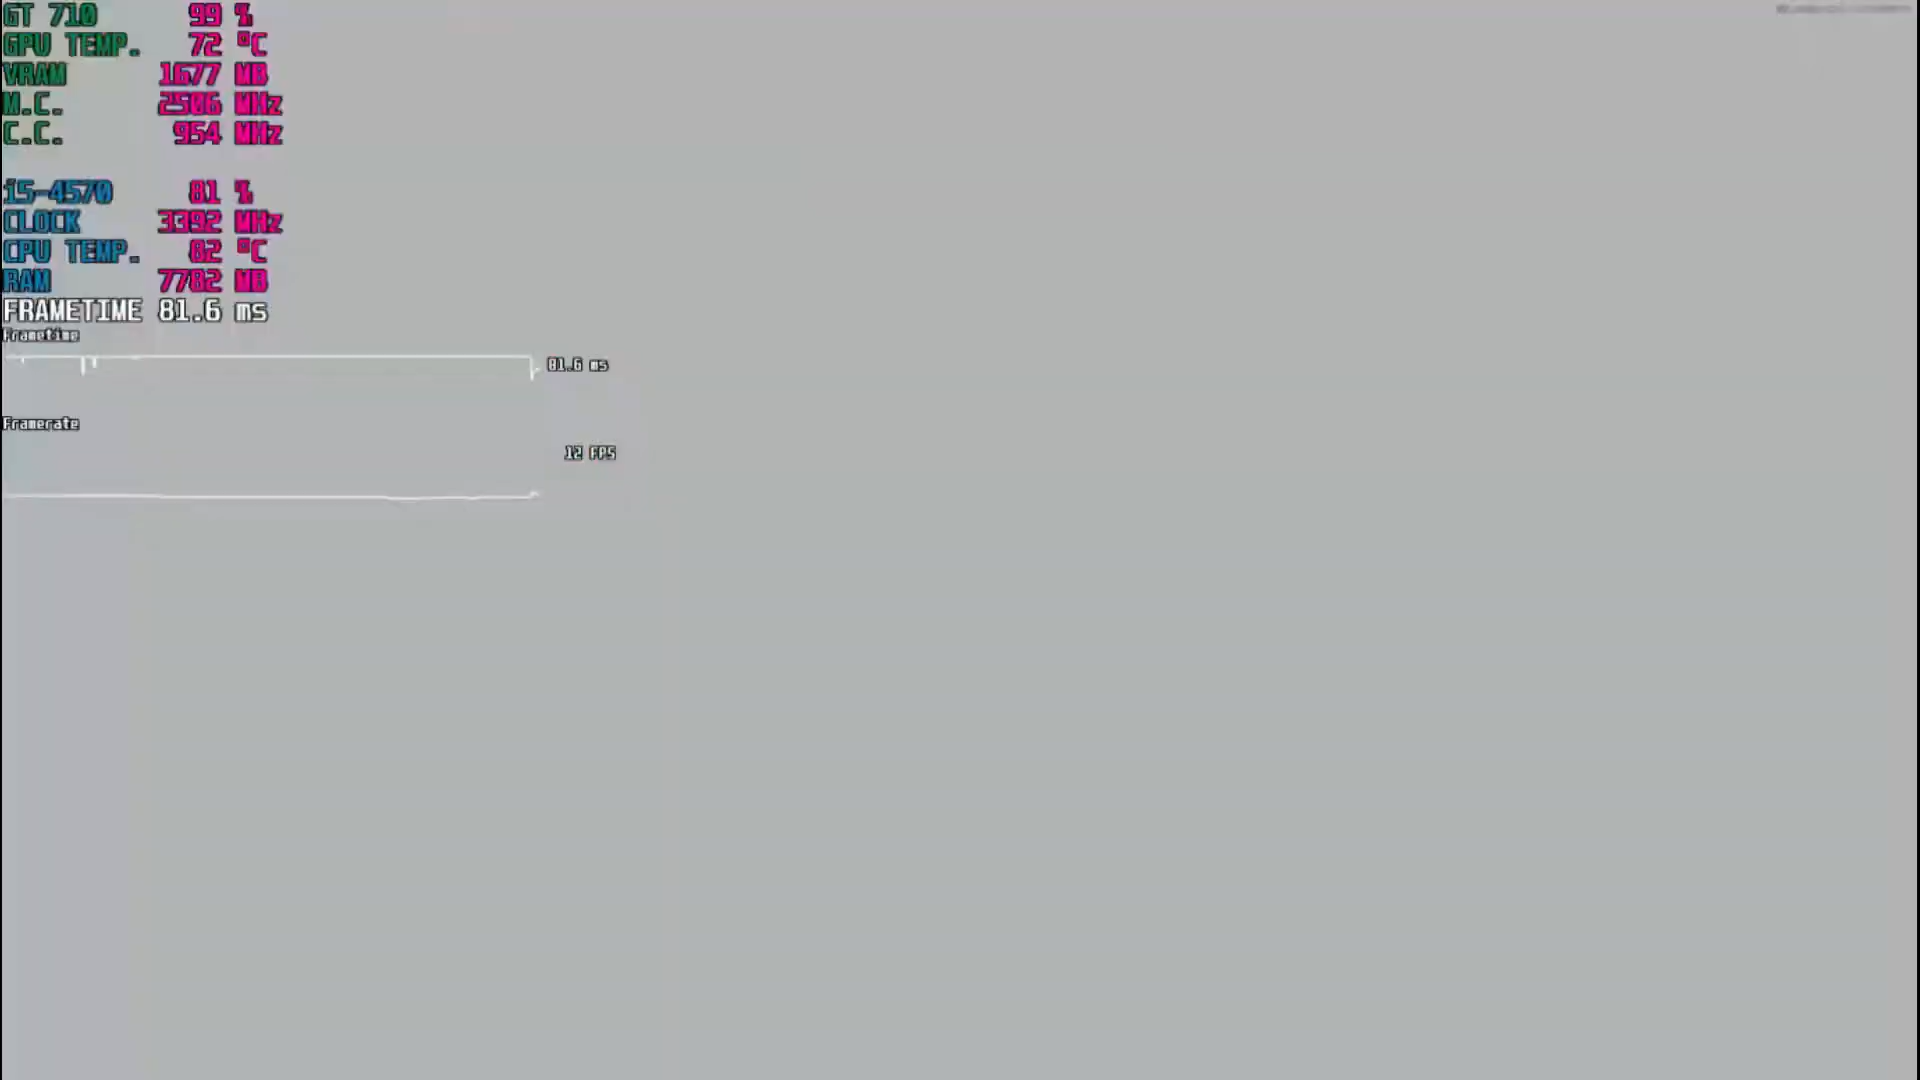 GT 710 99 %
GPU TEMP. 72 °C
VRAM 1677 MB
M.C. 2506 MHz
C.C. 954 MHz
i5-4570 81 %
CLOCK 3392 MHz
CPU TEMP. 82 °C
RAM 7782 MB
FRAMETIME 81.6 ms
Frametime
81.6 ms
Framerate
12 FPS